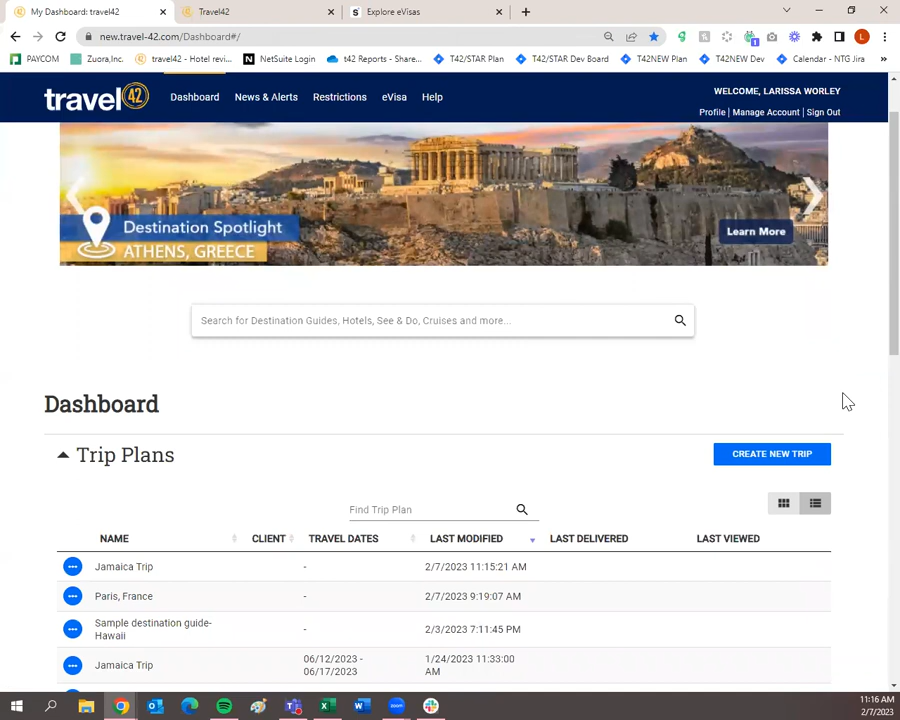 My Dashboard: travel42
Travel42
Explore eVisas
new.travel-42.com/Dashboard#/
PAYCOM
Zuora,Inc.
travel42 - Hotel revi...
NetSuite Login
t42 Reports - Share...
T42/STAR Plan
T42/STAR Dev Board
T42NEW Plan
T42NEW Dev
Calendar - NTG Jira
travel 42
Dashboard
News & Alerts
Restrictions
eVisa
Help
WELCOME, LARISSA WORLEY
Profile | Manage Account | Sign Out
Destination Spotlight
ATHENS, GREECE
Learn More
Search for Destination Guides, Hotels, See & Do, Cruises and more...
Dashboard
Trip Plans
CREATE NEW TRIP
Find Trip Plan
NAME CLIENT TRAVEL DATES LAST MODIFIED LAST DELIVERED LAST VIEWED
Jamaica Trip - 2/7/2023 11:15:21 AM
Paris, France - 2/7/2023 9:19:07 AM
Sample destination guide-
Hawaii
- 2/3/2023 7:11:45 PM
Jamaica Trip
06/12/2023 -
06/17/2023
1/24/2023 11:33:00
AM
11:16 AM
2/7/2023